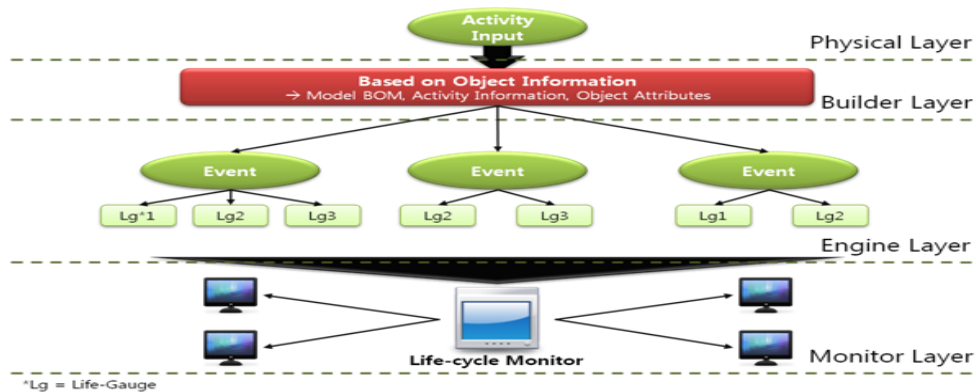 Activity
Input
Physical Layer
Based on Object Information
→ Model BOM, Activity Information, Object Attributes
Builder Layer
Event
Event
Event
Lg*1
Lg2
Lg3
Lg2
Lg3
Lg1
Lg2
Engine Layer
Life-cycle Monitor
Monitor Layer
*Lg = Life-Gauge